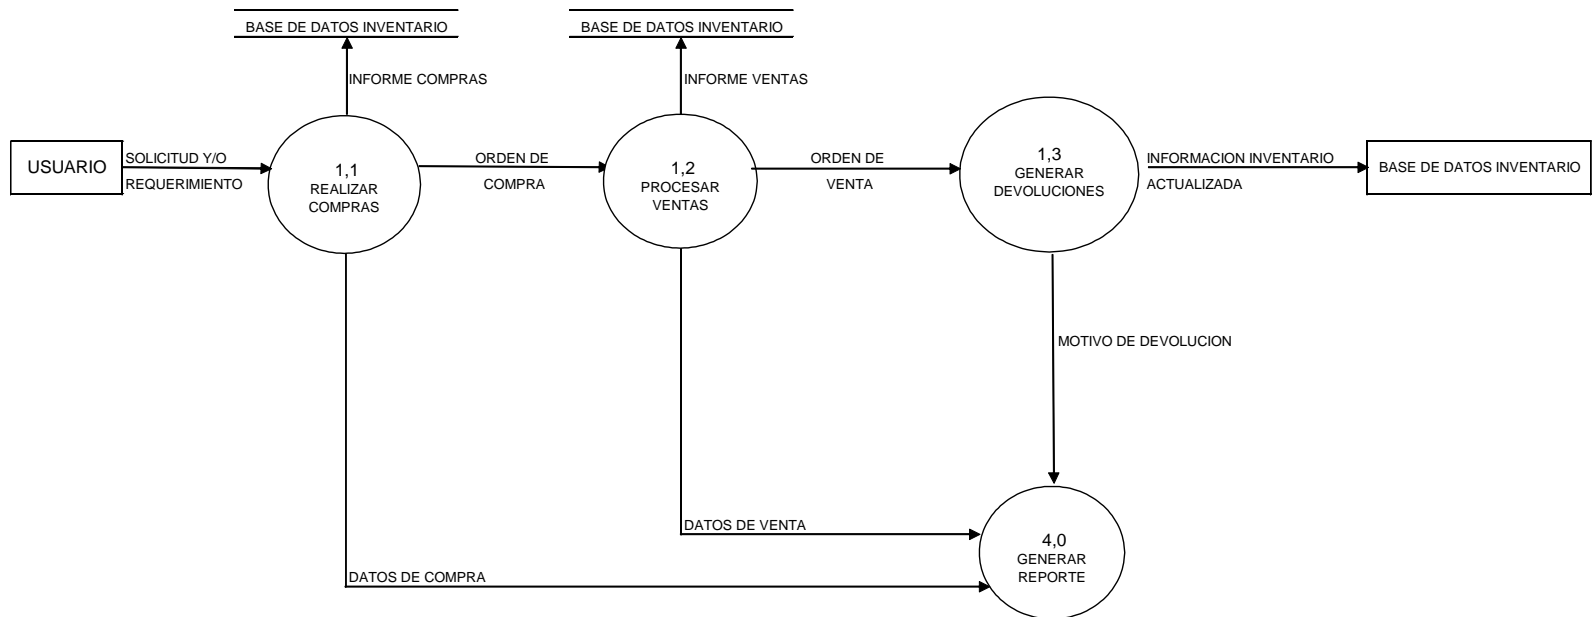 BASE DE DATOS INVENTARIO
BASE DE DATOS INVENTARIO
INFORME COMPRAS
INFORME VENTAS
USUARIO
SOLICITUD Y/O
REQUERIMIENTO
1,1
REALIZAR
COMPRAS
ORDEN DE
COMPRA
1,2
PROCESAR
VENTAS
ORDEN DE
VENTA
1,3
GENERAR
DEVOLUCIONES
INFORMACION INVENTARIO
ACTUALIZADA
BASE DE DATOS INVENTARIO
MOTIVO DE DEVOLUCION
DATOS DE VENTA
DATOS DE COMPRA
4,0
GENERAR
REPORTE